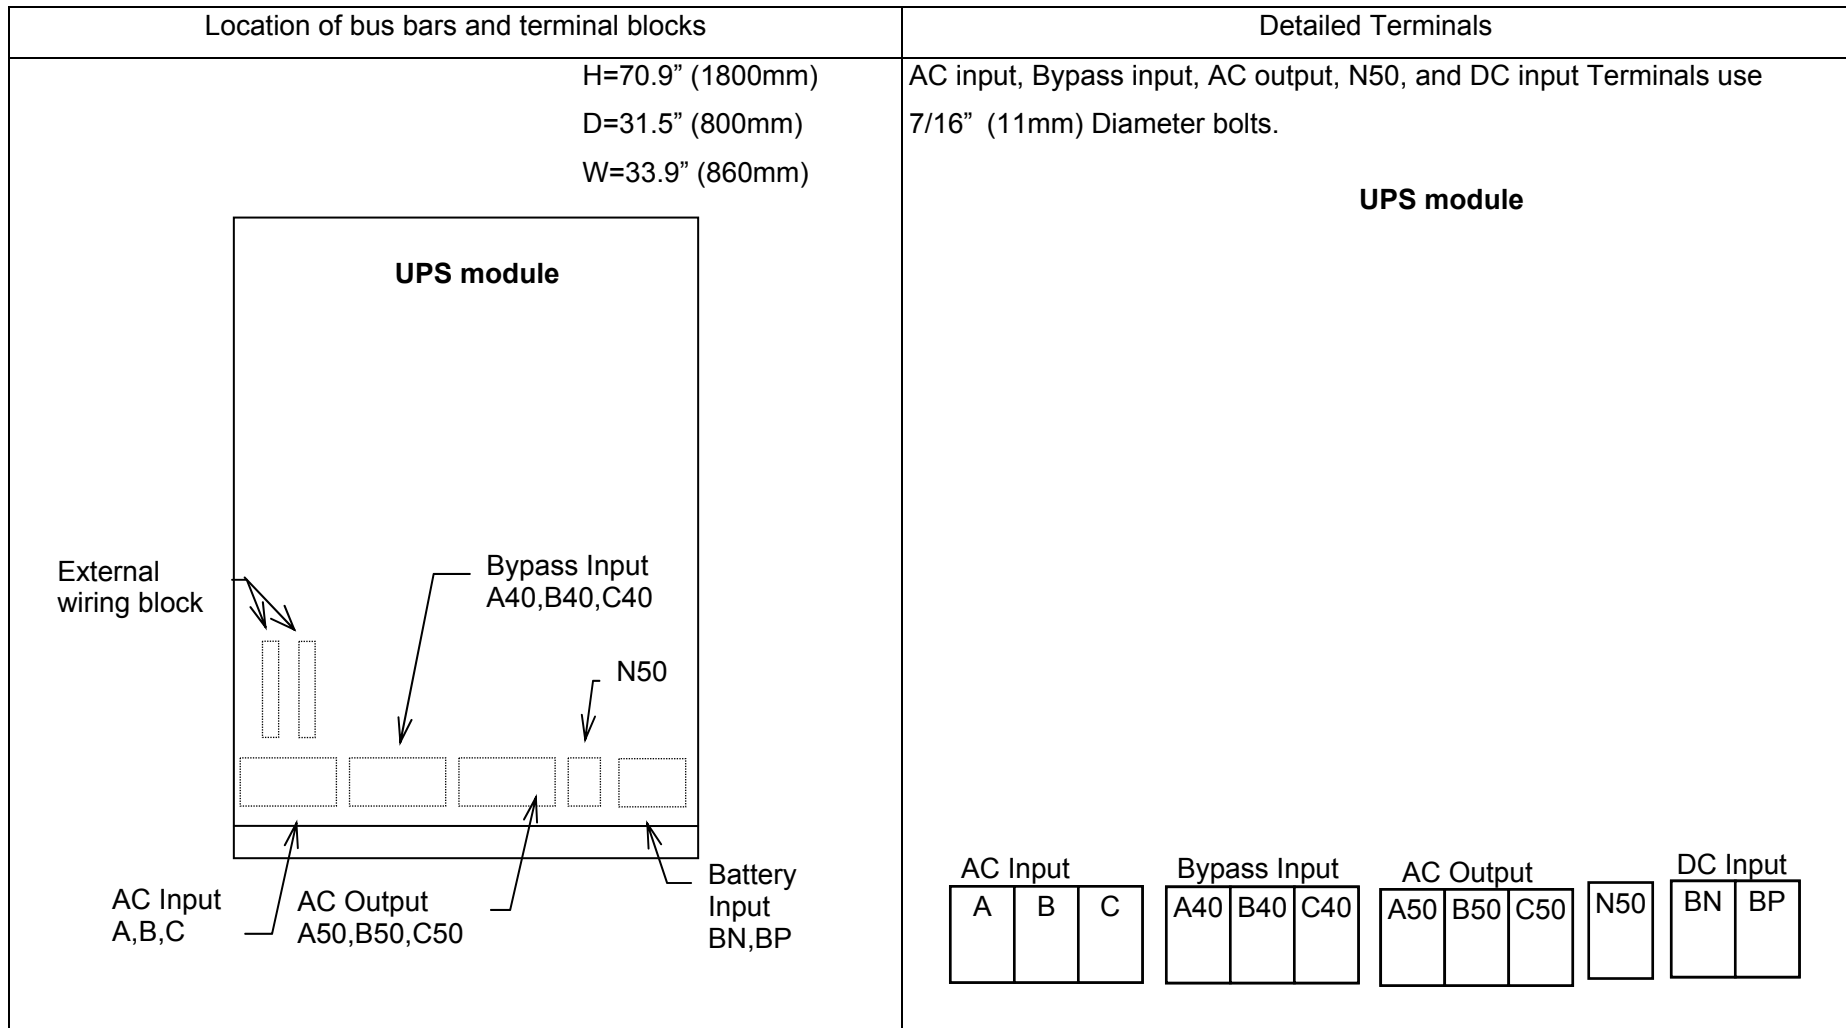 Location of bus bars and terminal blocks
Detailed Terminals
H=70.9” (1800mm)
D=31.5” (800mm)
W=33.9” (860mm)
UPS module
External
wiring block
Bypass Input
A40,B40,C40
N50
AC Input
A,B,C
AC Output
A50,B50,C50
Battery
Input
BN,BP
AC input, Bypass input, AC output, N50, and DC input Terminals use
7/16” (11mm) Diameter bolts.
UPS module
AC Input
A B C
Bypass Input
A40 B40 C40
AC Output
A50 B50 C50
N50
DC Input
BN BP